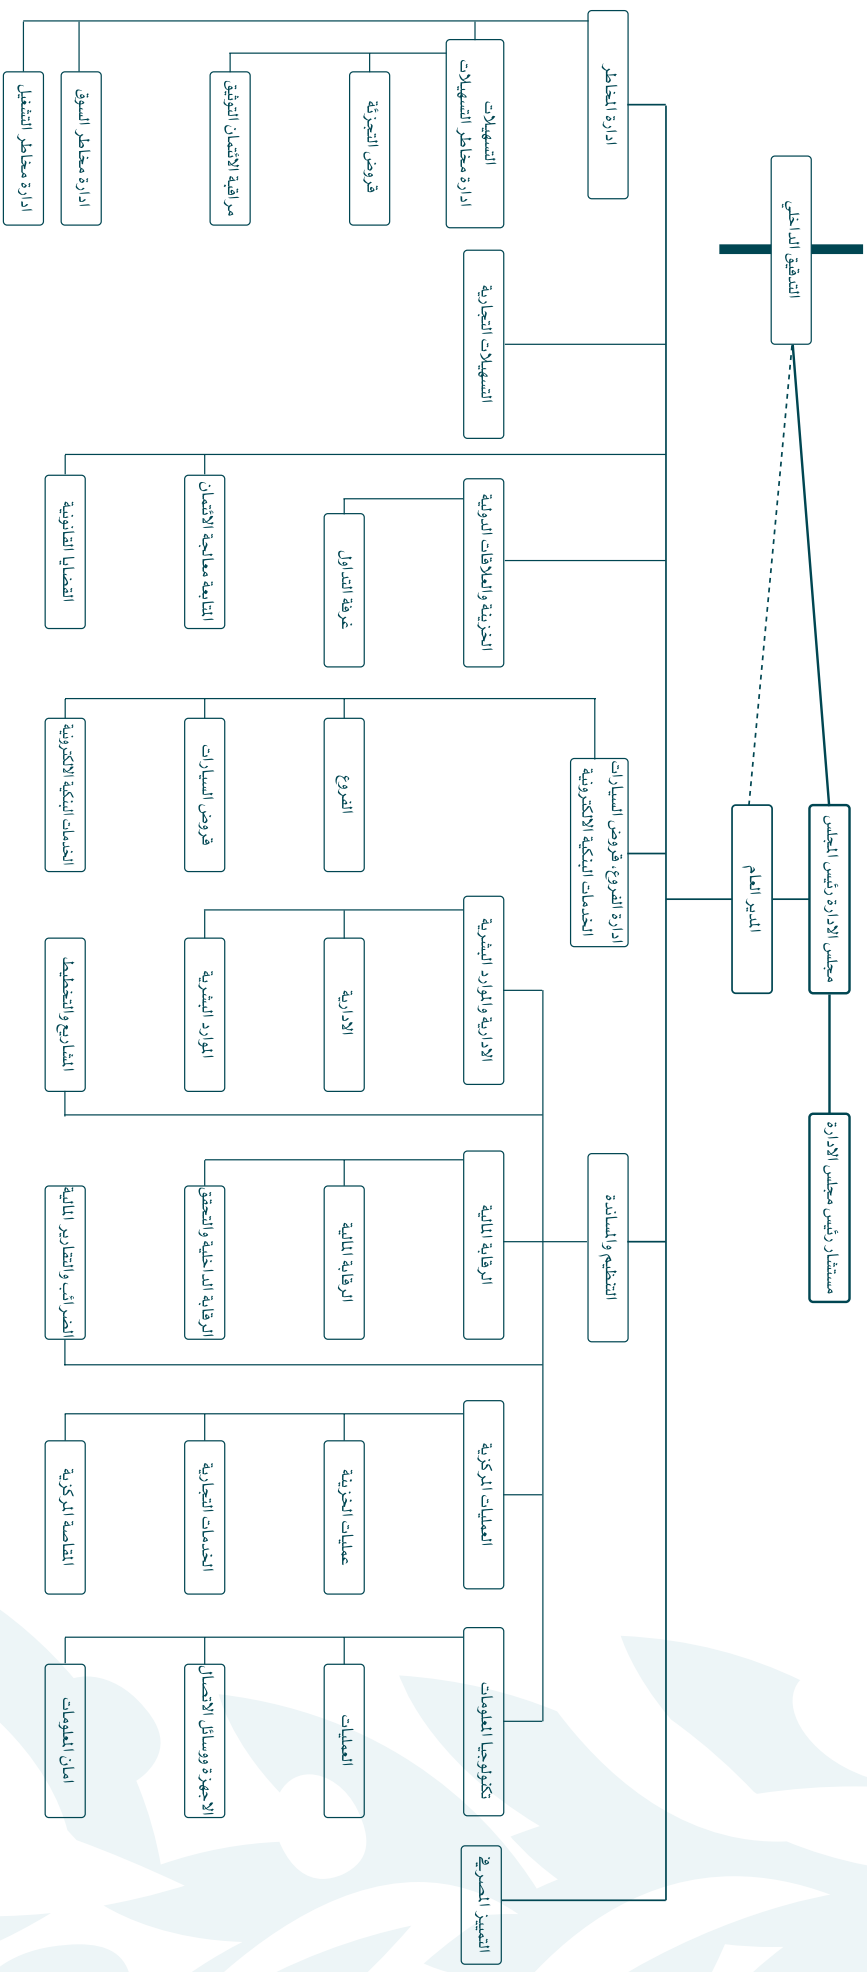 مجلس الادارة رئيس المجلس
مستشار رئيس مجلس الادارة
التدقيق الداخلي
المدير العام
ادارة المخاطر
التسهيلات
ادارة مخاطر التسهيلات
قروض التجزئة
مراقبة الائتمان التوثيق
ادارة مخاطر السوق
ادارة مخاطر التشغيل
التسهيلات التجارية
المتابعة معالجة الائتمان
القضايا القانونية
الخزينة والعلاقات الدولية
غرفة التداول
ادارة الفروع، قروض السيارات
الخدمات البنكية الالكترونية
الفروع
قروض السيارات
الخدمات البنكية الالكترونية
التنظيم والمساندة
الادارية والموارد البشرية
الادارية
الموارد البشرية
المشاريع والتخطيط
الرقابة المالية
الرقابة المالية
الرقابة الداخلية والتحقق
الضرائب والتقارير المالية
العمليات المركزية
عمليات الخزينة
الخدمات التجارية
المقاصة المركزية
تكنولوجيا المعلومات
العمليات
الاجهزة ووسائل الاتصال
امان المعلومات
التمييز المصرفي